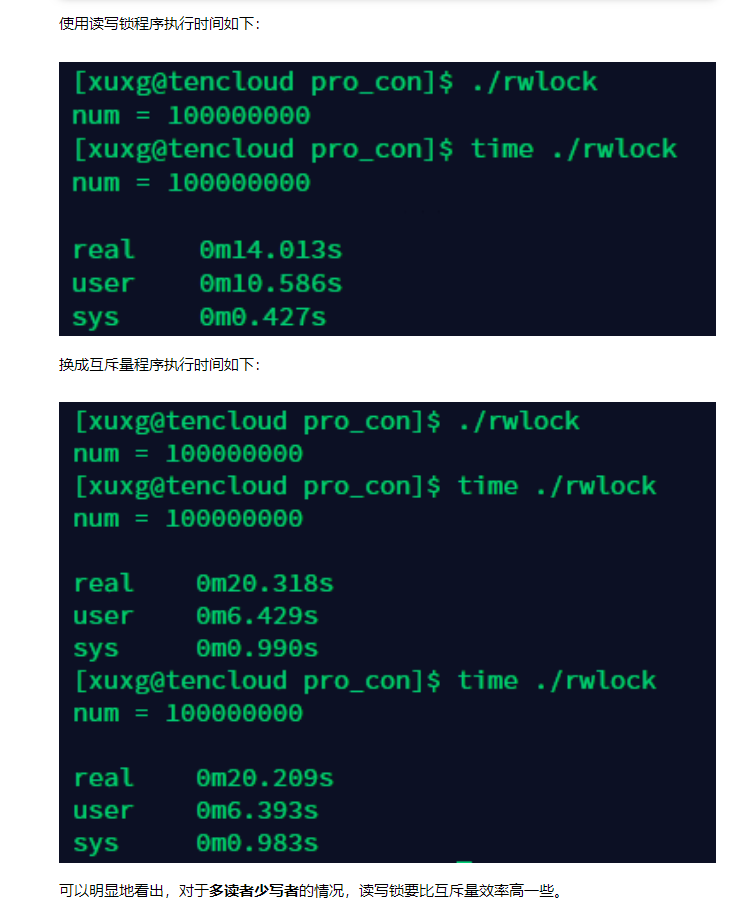 使用读写锁程序执行时间如下：
[xuxg@tencloud pro_con]$ ./rwlock
num = 100000000
[xuxg@tencloud pro_con]$ time ./rwlock
num = 100000000
real 0m14.013s
user 0m10.586s
sys 0m0.427s
换成互斥量程序执行时间如下：
[xuxg@tencloud pro_con]$ ./rwlock
num = 100000000
[xuxg@tencloud pro_con]$ time ./rwlock
num = 100000000
real 0m20.318s
user 0m6.429s
sys 0m0.990s
[xuxg@tencloud pro_con]$ time ./rwlock
num = 100000000
real 0m20.209s
user 0m6.393s
sys 0m0.983s
可以明显地看出，对于多读者少写者的情况，读写锁要比互斥量效率高一些。